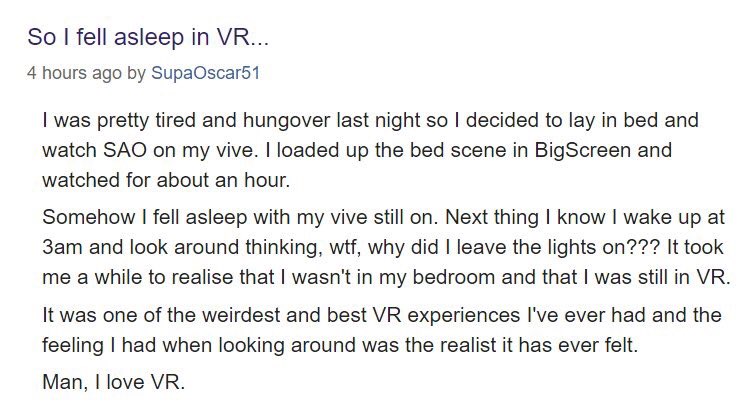 So I fell asleep in VR...
4 hours ago by SupaOscar51
I was pretty tired and hungover last night so I decided to lay in bed and
watch SAO on my vive. I loaded up the bed scene in BigScreen and
watched for about an hour.
Somehow I fell asleep with my vive still on. Next thing I know I wake up at
3am and look around thinking, wtf, why did I leave the lights on??? It took
me a while to realise that I wasn't in my bedroom and that I was still in VR.
It was one of the weirdest and best VR experiences I've ever had and the
feeling I had when looking around was the realist it has ever felt.
Man, I love VR.